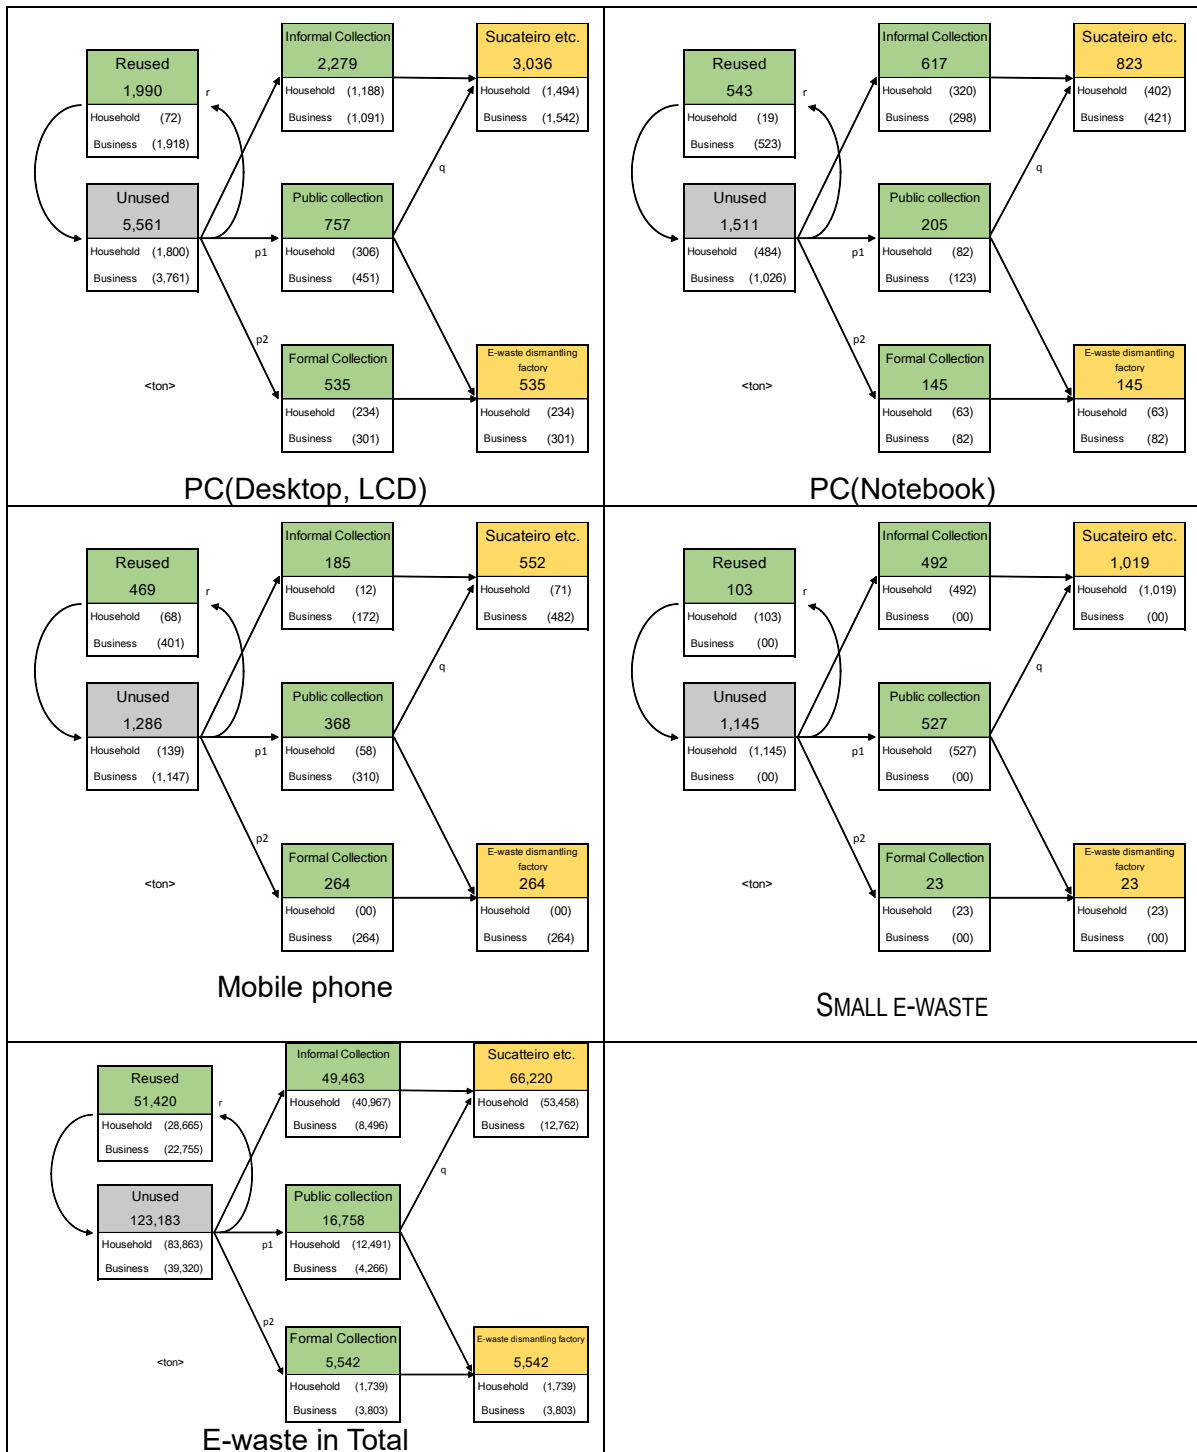 Informal Collection
2,279
Household (1,188)
Business (1,091)
Sucateiro etc.
3,036
Household (1,494)
Business (1,542)
Reused
1,990
Household (72)
Business (1,918)
r
q
Unused
5,561
Household (1,800)
Business (3,761)
p1
Public collection
757
Household (306)
Business (451)
p2
<ton>
Formal Collection
535
Household (234)
Business (301)
E-waste dismantling
factory
535
Household (234)
Business (301)
PC(Desktop, LCD)
Informal Collection
617
Household (320)
Business (298)
Sucateiro etc.
823
Household (402)
Business (421)
Reused
543
Household (19)
Business (523)
r
q
Unused
1,511
Household (484)
Business (1,026)
p1
Public collection
205
Household (82)
Business (123)
p2
<ton>
Formal Collection
145
Household (63)
Business (82)
E-waste dismantling
factory
145
Household (63)
Business (82)
PC(Notebook)
Informal Collection
185
Household (12)
Business (172)
Sucateiro etc.
552
Household (71)
Business (482)
Reused
469
Household (68)
Business (401)
r
q
Unused
1,286
Household (139)
Business (1,147)
p1
Public collection
368
Household (58)
Business (310)
p2
<ton>
Formal Collection
264
Household (00)
Business (264)
E-waste dismantling
factory
264
Household (00)
Business (264)
Mobile phone
Informal Collection
492
Household (492)
Business (00)
Sucateiro etc.
1,019
Household (1,019)
Business (00)
Reused
103
Household (103)
Business (00)
r
q
Unused
1,145
Household (1,145)
Business (00)
p1
Public collection
527
Household (527)
Business (00)
p2
<ton>
Formal Collection
23
Household (23)
Business (00)
E-waste dismantling
factory
23
Household (23)
Business (00)
SMALL E-WASTE
Informal Collection
49,463
Household (40,967)
Business (8,496)
Sucatteiro etc.
66,220
Household (53,458)
Business (12,762)
Reused
51,420
Household (28,665)
Business (22,755)
r
q
Unused
123,183
Household (83,863)
Business (39,320)
p1
Public collection
16,758
Household (12,491)
Business (4,266)
p2
<ton>
Formal Collection
5,542
Household (1,739)
Business (3,803)
E-waste dismantling factory
5,542
Household (1,739)
Business (3,803)
E-waste in Total